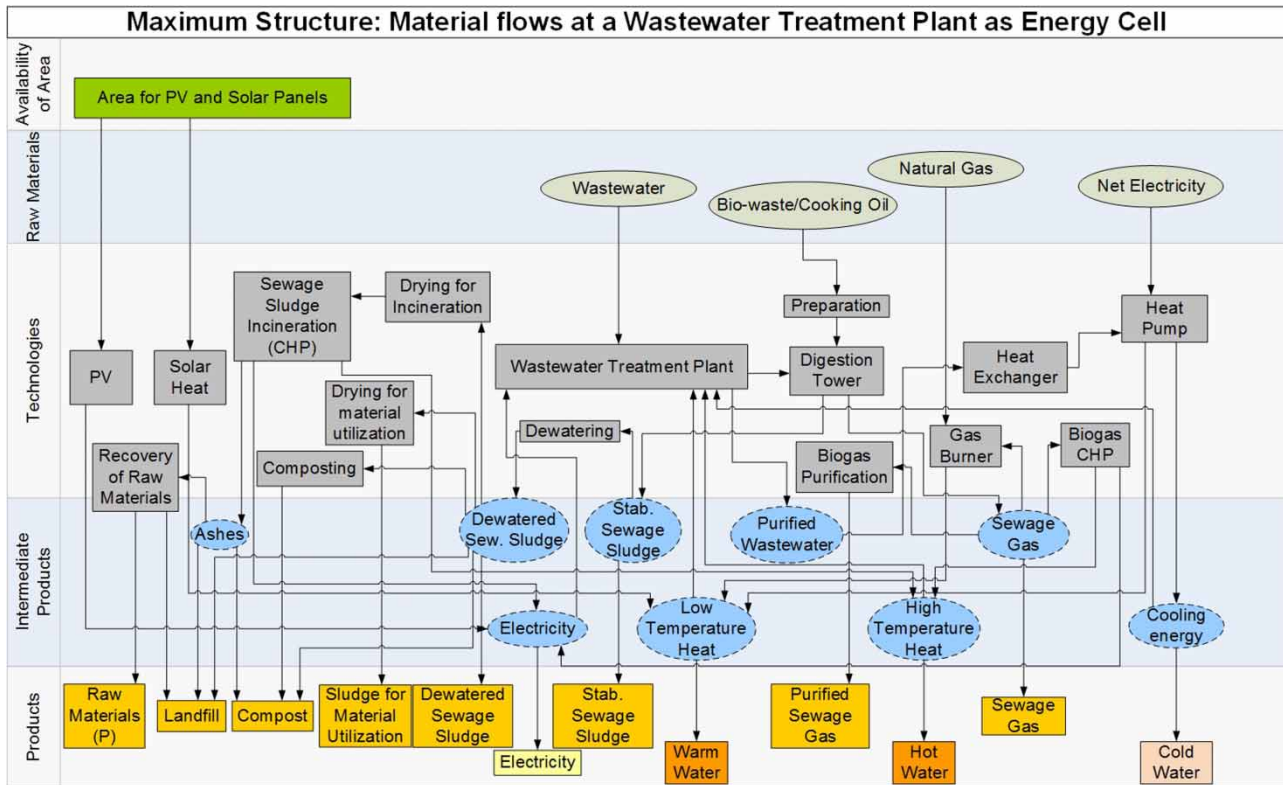 Maximum Structure: Material flows at a Wastewater Treatment Plant as Energy Cell
Availability
of Area
Area for PV and Solar Panels
Raw Materials
Wastewater
Bio-waste/Cooking Oil
Natural Gas
Net Electricity
Technologies
PV
Solar
Heat
Sewage
Sludge
Incineration
(CHP)
Drying for
Incineration
Preparation
Heat
Pump
Wastewater Treatment Plant
Digestion
Tower
Heat
Exchanger
Drying for
material
utilization
Dewatering
Recovery
of Raw
Materials
Composting
Biogas
Purification
Gas
Burner
Biogas
CHP
Intermediate
Products
Ashes
Dewatered
Sew. Sludge
Stab.
Sewage
Sludge
Purified
Wastewater
Sewage
Gas
Electricity
Low
Temperature
Heat
High
Temperature
Heat
Cooling
energy
Products
Raw
Materials
(P)
Landfill
Compost
Sludge for
Material
Utilization
Dewatered
Sewage
Sludge
Stab.
Sewage
Sludge
Purified
Sewage
Gas
Sewage
Gas
Electricity
Warm
Water
Hot
Water
Cold
Water